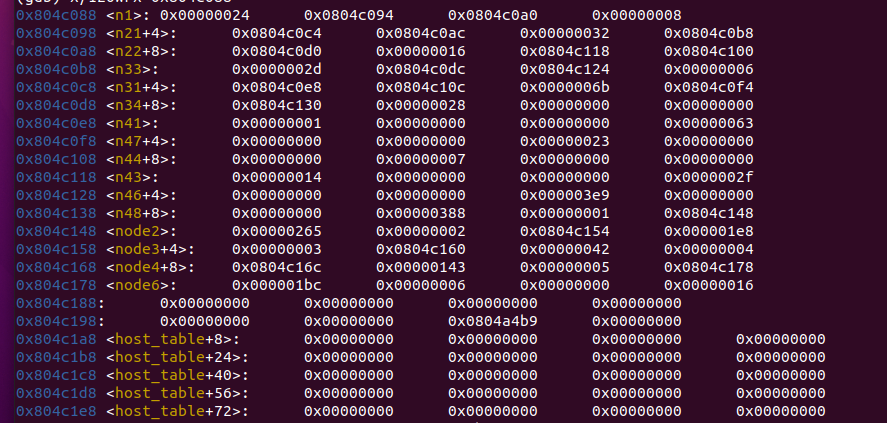 0x804c088 <n1>: 0x00000024 0x0804c094 0x0804c0a0 0x00000008
0x804c098 <n21+4>: 0x0804c0c4 0x0804c0ac 0x00000032 0x0804c0b8
0x804c0a8 <n22+8>: 0x0804c0d0 0x00000016 0x0804c118 0x0804c100
0x804c0b8 <n33>: 0x0000002d 0x0804c0dc 0x0804c124 0x00000006
0x804c0c8 <n31+4>: 0x0804c0e8 0x0804c10c 0x0000006b 0x0804c0f4
0x804c0d8 <n34+8>: 0x0804c130 0x00000028 0x00000000 0x00000000
0x804c0e8 <n41>: 0x00000001 0x00000000 0x00000000 0x00000063
0x804c0f8 <n47+4>: 0x00000000 0x00000000 0x00000023 0x00000000
0x804c108 <n44+8>: 0x00000000 0x00000007 0x00000000 0x00000000
0x804c118 <n43>: 0x00000014 0x00000000 0x00000000 0x0000002f
0x804c128 <n46+4>: 0x00000000 0x00000000 0x000003e9 0x00000000
0x804c138 <n48+8>: 0x00000000 0x00000388 0x00000001 0x0804c148
0x804c148 <node2>: 0x00000265 0x00000002 0x0804c154 0x000001e8
0x804c158 <node3+4>: 0x00000003 0x0804c160 0x00000042 0x00000004
0x804c168 <node4+8>: 0x0804c16c 0x00000143 0x00000005 0x0804c178
0x804c178 <node6>: 0x000001bc 0x00000006 0x00000000 0x00000016
0x804c188: 0x00000000 0x00000000 0x00000000 0x00000000
0x804c198: 0x00000000 0x00000000 0x0804a4b9 0x00000000
0x804c1a8 <host_table+8>: 0x00000000 0x00000000 0x00000000 0x00000000
0x804c1b8 <host_table+24>: 0x00000000 0x00000000 0x00000000 0x00000000
0x804c1c8 <host_table+40>: 0x00000000 0x00000000 0x00000000 0x00000000
0x804c1d8 <host_table+56>: 0x00000000 0x00000000 0x00000000 0x00000000
0x804c1e8 <host_table+72>: 0x00000000 0x00000000 0x00000000 0x00000000